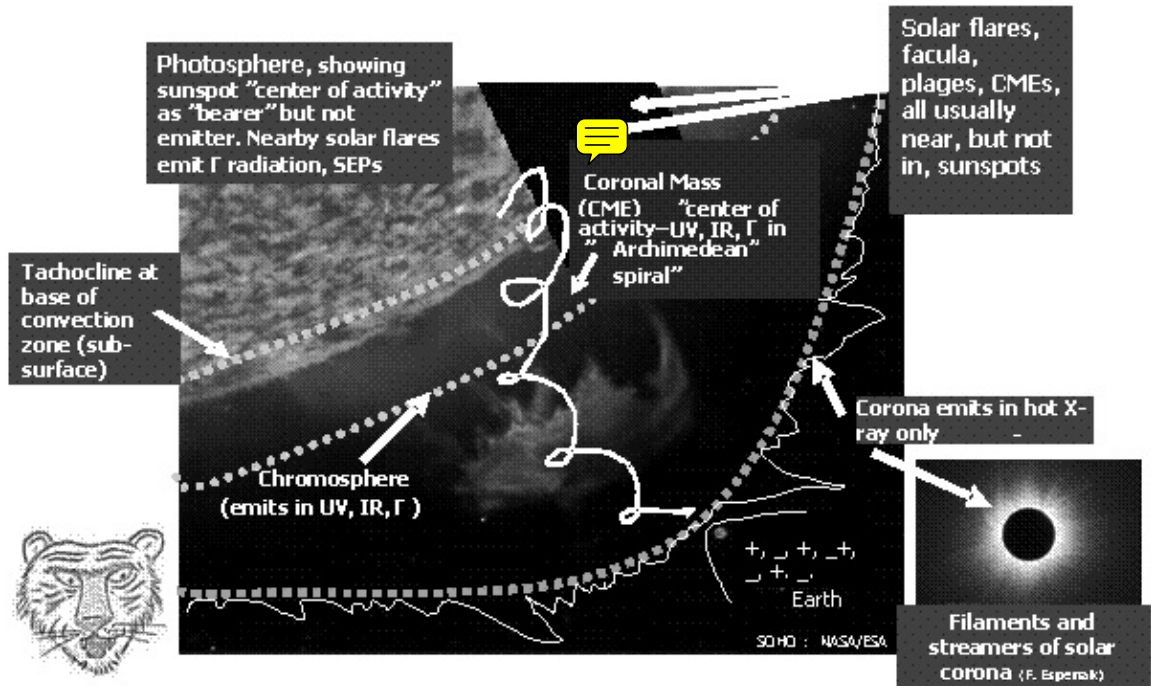 Photosphere, showing
sunspot "center of activity"
as "bearer" but not
emitter. Nearby solar flares
emit Γ radiation, SEPs
Solar flares,
facula,
plages, CMEs,
all usually
near, but not
in, sunspots
Coronal Mass
(CME) "center of
activity—UV, IR, Γ in
" Archimedean"
spiral"
Tachocline at
base of
convection
zone (sub-
surface)
Corona emits in hot X-
ray only -
Chromosphere
(emits in UV, IR, Γ )
+, _, +, _+,
_, +, _,
Earth
SOHO : NASA/ESA
Filaments and
streamers of solar
corona (F. Espenak)